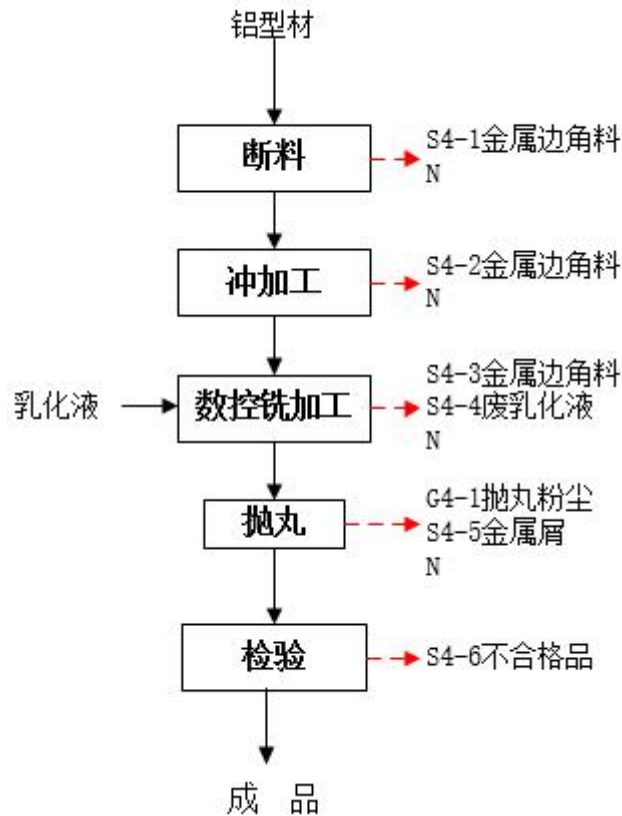 铝型材
断料
S4-1金属边角料
N
冲加工
S4-2金属边角料
N
乳化液
数控铣加工
S4-3金属边角料
S4-4废乳化液
N
抛丸
G4-1抛丸粉尘
S4-5金属屑
N
检验
S4-6不合格品
成 品